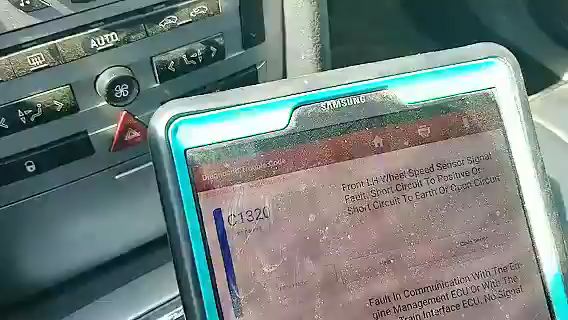 AUTO
SAMSUNG
Diagnostic Trouble Code
Front LH Wheel Speed Sensor Signal
Fault, Short Circuit To Positive Or
Short Circuit To Earth Or Open Circuit
C1320
Fault In Communication With The En-
gine Management ECU Or With The
Train Interface ECU, No Signal